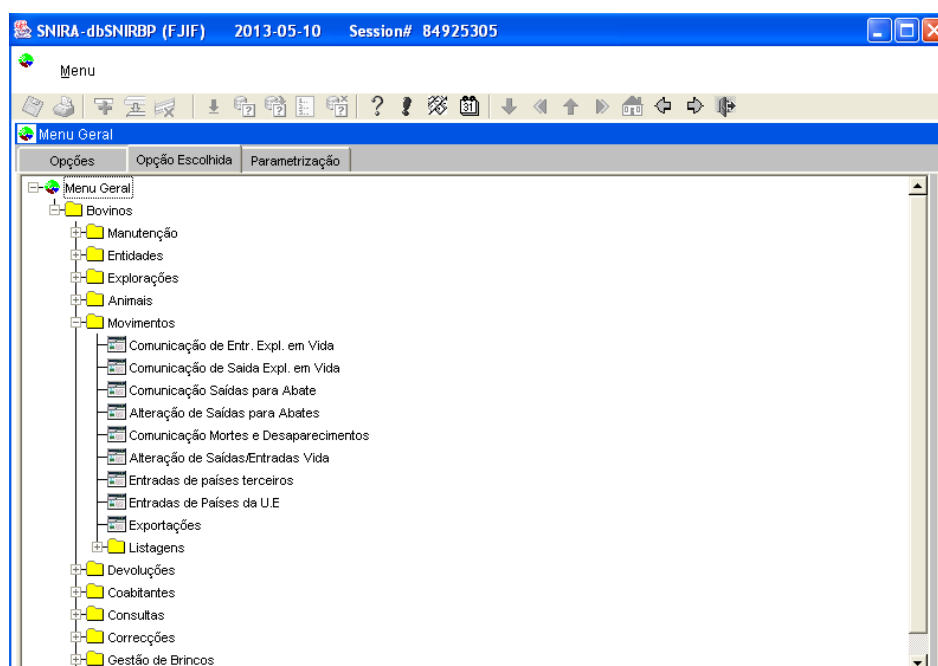 SNIRA-dbSNIRBP (FJIF) 2013-05-10 Session# 84925305
Menu
31
Menu Geral
Opções Opção Escolhida Parametrização
Menu Geral
Bovinos
Manutenção
Entidades
Explorações
Animais
Movimentos
Comunicação de Entr. Expl. em Vida
Comunicação de Saida Expl. em Vida
Comunicação Saídas para Abate
Alteração de Saídas para Abates
Comunicação Mortes e Desaparecimentos
Alteração de Saídas/Entradas Vida
Entradas de países terceiros
Entradas de Países da U.E
Exportações
Listagens
Devoluções
Coabitantes
Consultas
Correcções
Gestão de Brincos